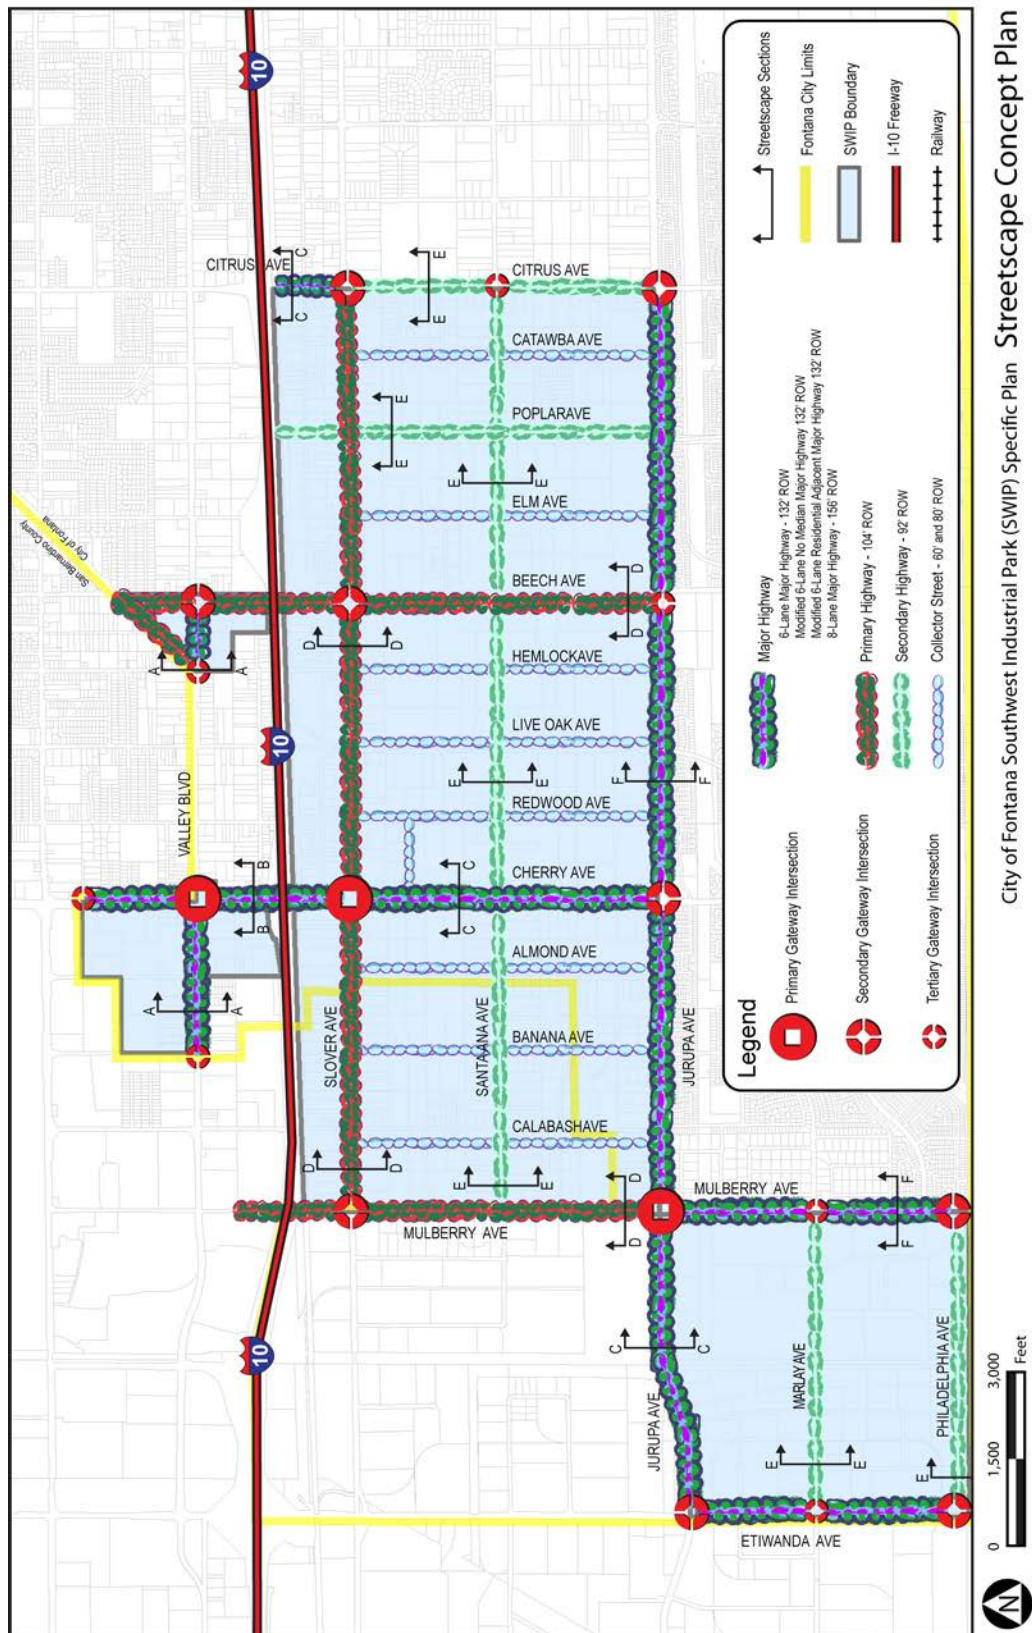 City of Fontana Southwest Industrial Park (SWIP) Specific Plan Streetscape Concept Plan
San Bernardino County
City of Fontana
10
10
10
VALLEY BLVD
CITRUS AVE
SLOVER AVE
SANTA ANA AVE
JURUPA AVE
JURUPA AVE
MULBERRY AVE
MULBERRY AVE
CALABASH AVE
BANANA AVE
ALMOND AVE
CHERRY AVE
REDWOOD AVE
LIVE OAK AVE
HEMLOCK AVE
BEECH AVE
ELM AVE
POPLAR AVE
CATAWBA AVE
CITRUS AVE
MARLAY AVE
PHILADELPHIA AVE
ETIWANDA AVE
A
A
A
A
B
B
C
C
C
C
C
C
D
D
D
D
D
D
D
D
E
E
E
E
E
E
E
E
E
E
E
E
E
F
F
F
F
Legend
Primary Gateway Intersection
Secondary Gateway Intersection
Tertiary Gateway Intersection
Major Highway
6-Lane Major Highway - 132' ROW
Modified 6-Lane No Median Major Highway 132' ROW
Modified 6-Lane Residential Adjacent Major Highway 132' ROW
8-Lane Major Highway - 156' ROW
Primary Highway - 104' ROW
Secondary Highway - 92' ROW
Collector Street - 60' and 80' ROW
Streetscape Sections
Fontana City Limits
SWIP Boundary
I-10 Freeway
Railway
N
0 1,500 3,000
Feet